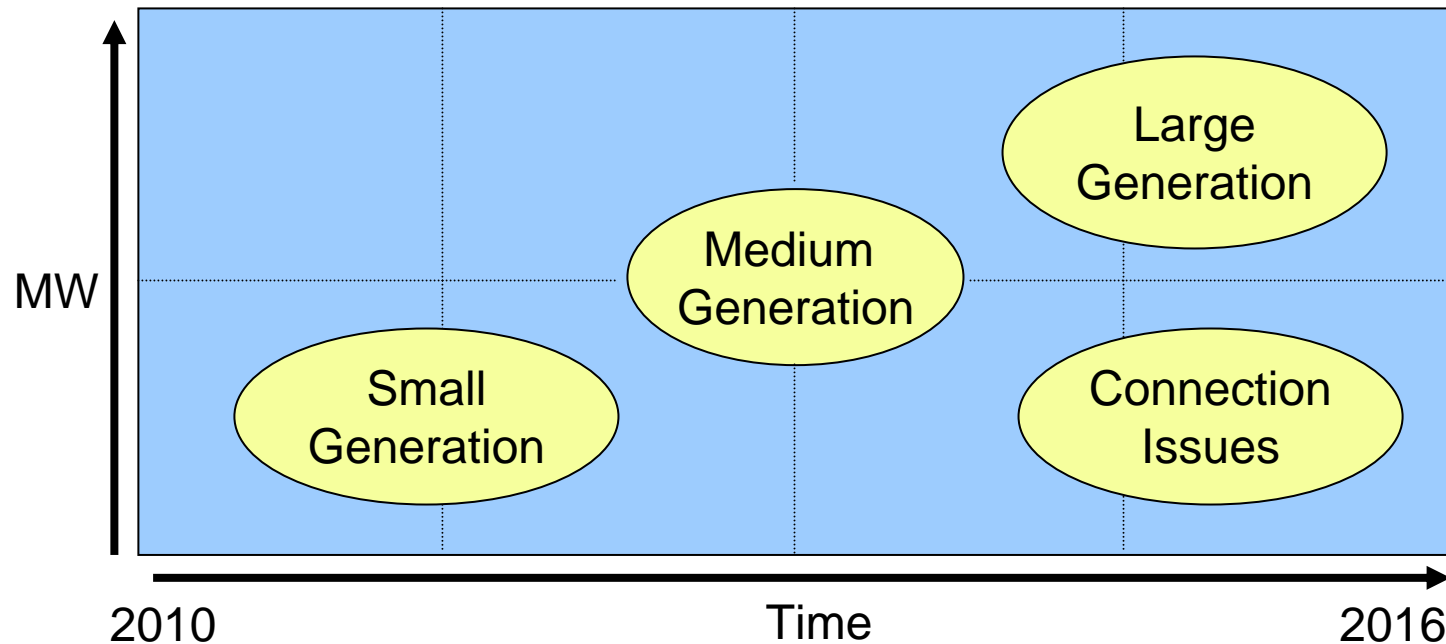 Large
Generation
Medium
Generation
MW
Small
Generation
Connection
Issues
2010
Time
2016